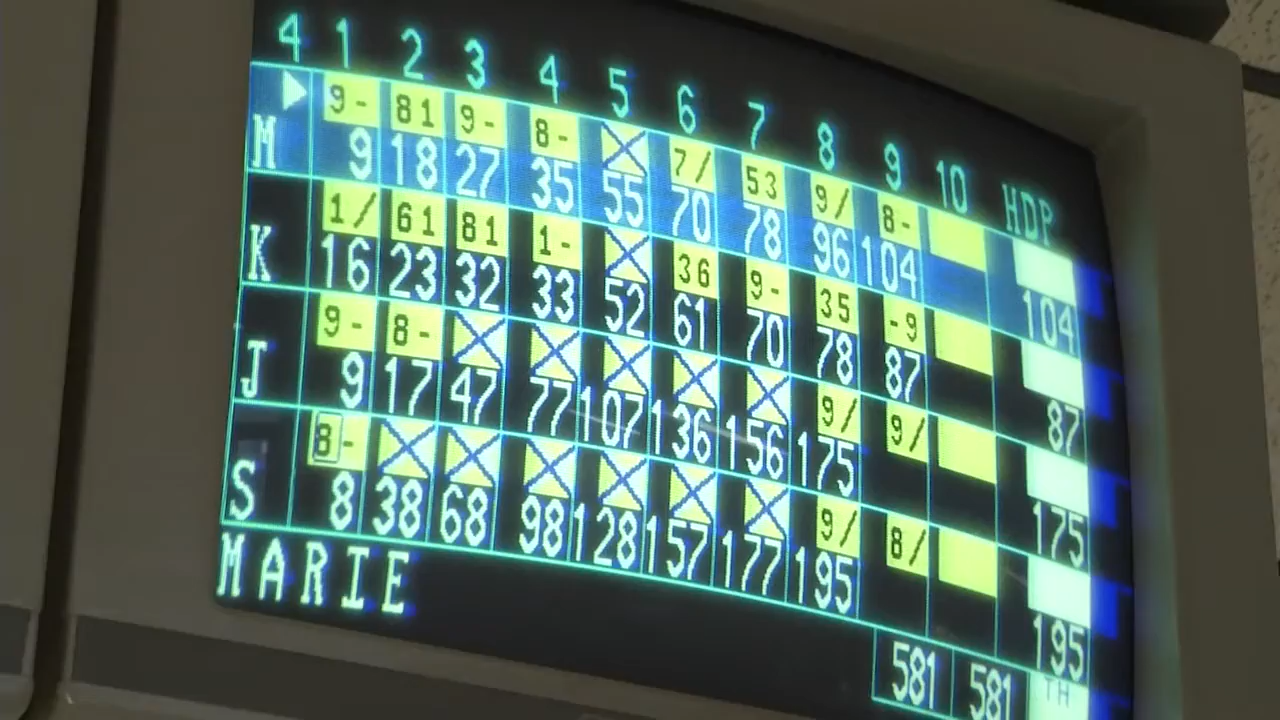 4 1 2 3 4 5 6 7 8 9 10 HDP
9- 81 9- 8- X 7/ 53 9/ 8-
M 9 18 27 35 55 70 78 96 104 104
1/ 61 81 1- X 36 9- 35 -9
K 16 23 32 33 52 61 70 78 87 87
9- 8- X X X X X 9/ 9/
J 9 17 47 77 107 136 156 175 175
8- X X X X X X 9/ 8/
S 8 38 68 98 128 157 177 195 195
MARIE
581 581 TH